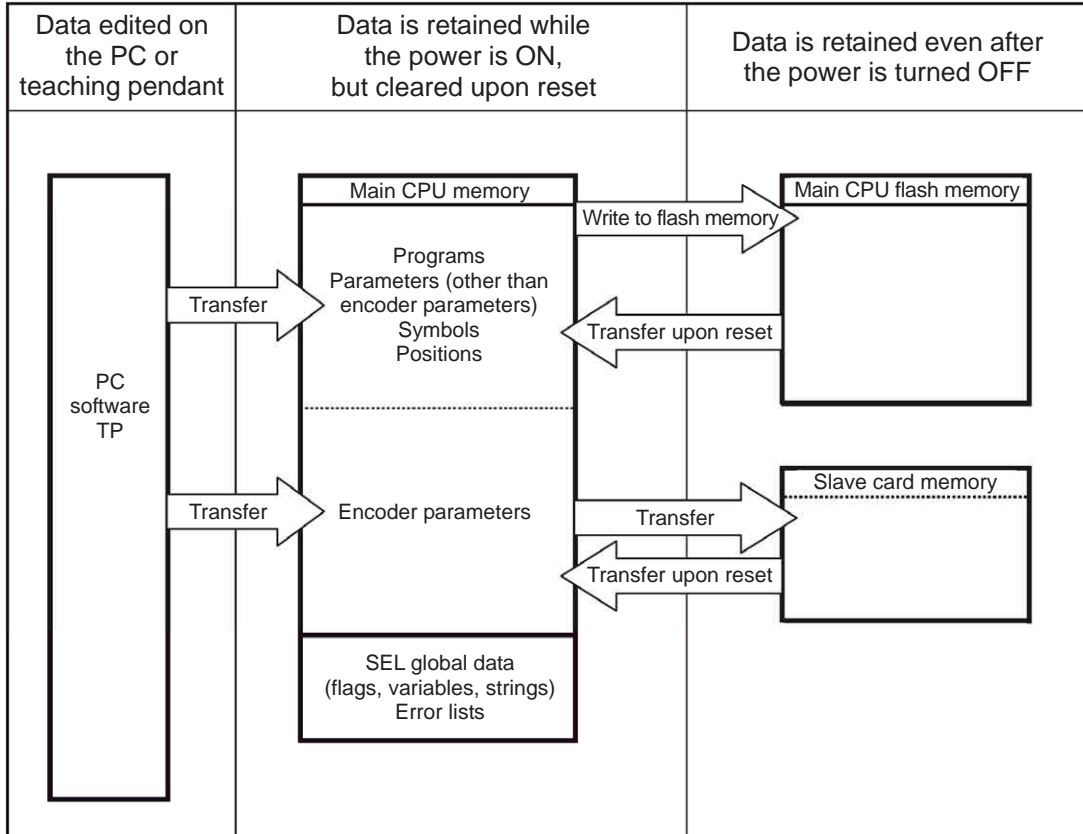 Data edited on
the PC or
teaching pendant
Data is retained while
the power is ON,
but cleared upon reset
Data is retained even after
the power is turned OFF
Main CPU memory
Main CPU flash memory
Write to flash memory
Programs
Parameters (other than
encoder parameters)
Symbols
Positions
Transfer
Transfer upon reset
PC
software
TP
Slave card memory
Transfer
Encoder parameters
Transfer
Transfer upon reset
SEL global data
(flags, variables, strings)
Error lists